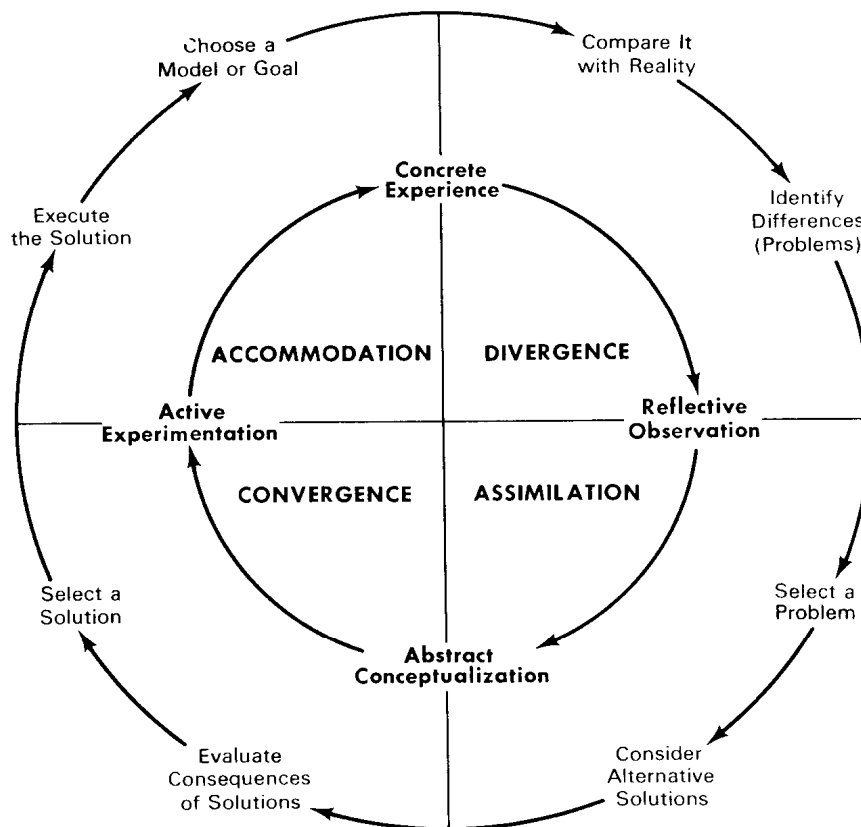 Choose a
Model or Goal
Compare It
with Reality
Concrete
Experience
Execute
the Solution
Identify
Differences
(Problems)
ACCOMMODATION
DIVERGENCE
Active
Experimentation
Reflective
Observation
CONVERGENCE
ASSIMILATION
Select a
Solution
Select a
Problem
Abstract
Conceptualization
Evaluate
Consequences
of Solutions
Consider
Alternative
Solutions